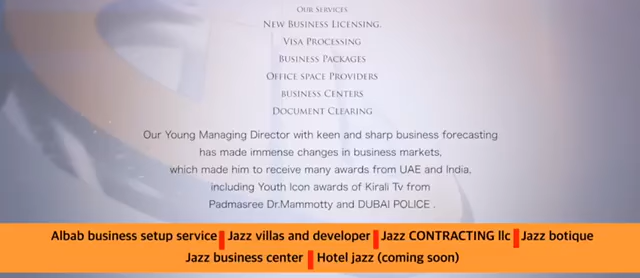 Our Services
New Business Licensing.
Visa Processing
Business Packages
Office space Providers
business Centers
Document Clearing
Our Young Managing Director with keen and sharp business forecasting
has made immense changes in business markets,
which made him to receive many awards from UAE and India,
including Youth Icon awards of Kirali Tv from
Padmasree Dr.Mammotty and DUBAI POLICE .
Albab business setup service Jazz villas and developer Jazz CONTRACTING llc Jazz botique
Jazz business center Hotel jazz (coming soon)